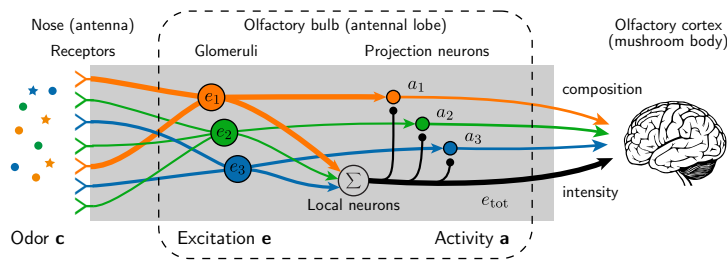 Nose (antenna)
Receptors
Olfactory bulb (antennal lobe)
Glomeruli
Projection neurons
Olfactory cortex
(mushroom body)
e₁
e₂
e₃
a₁
a₂
a₃
composition
∑
Local neurons
eₜₒₜ
intensity
Odor c
Excitation e
Activity a